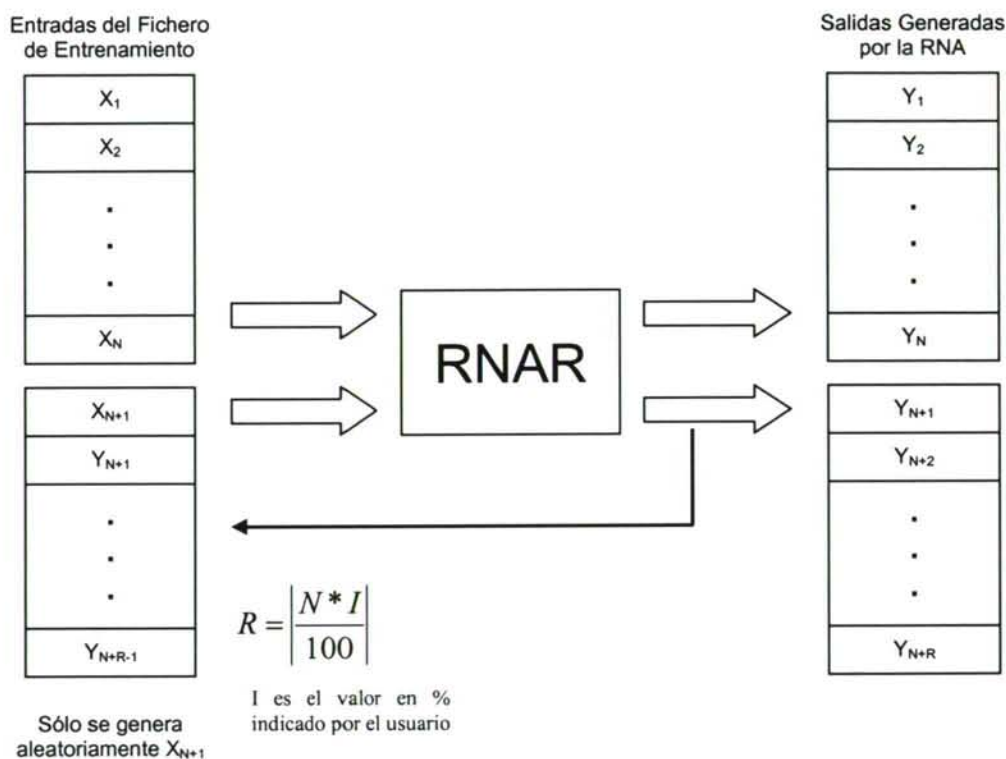 Entradas del Fichero
de Entrenamiento
X₁
X₂
.
.
.
X_N
X_{N+1}
Y_{N+1}
.
.
.
Y_{N+R-1}
Sólo se genera
aleatoriamente X_{N+1}
RNAR
R = |N * I / 100|
I es el valor en %
indicado por el usuario
Salidas Generadas
por la RNA
Y₁
Y₂
.
.
.
Y_N
Y_{N+1}
Y_{N+2}
.
.
.
Y_{N+R}